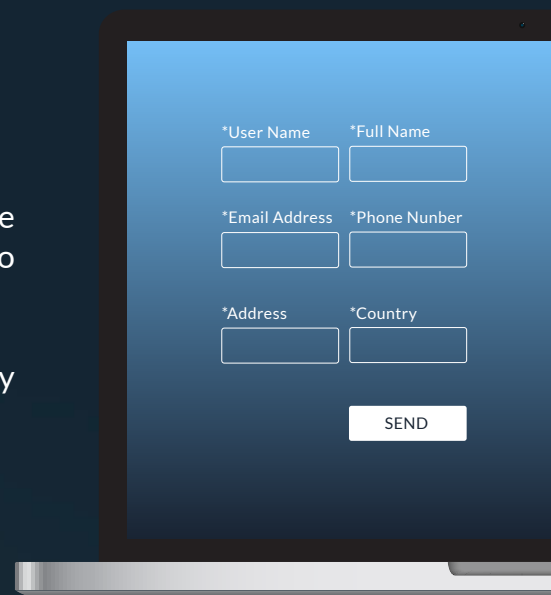 *User Name *Full Name
e
*Email Address *Phone Nunber
o
*Address *Country
y
SEND